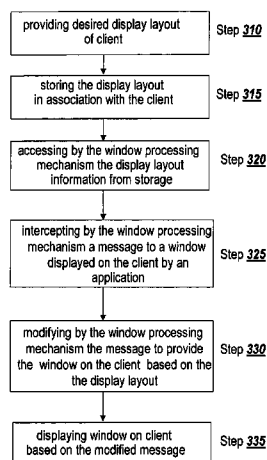 providing desired display layout
of client
Step 310
storing the display layout
in association with the client
Step 315
accessing by the window processing
mechanism the display layout
information from storage
Step 320
intercepting by the window processing
mechanism a message to a window
displayed on the client by an
application
Step 325
modifying by the window processing
mechanism the message to provide
the window on the client based on the
the display layout
Step 330
displaying window on client
based on the modified message
Step 335